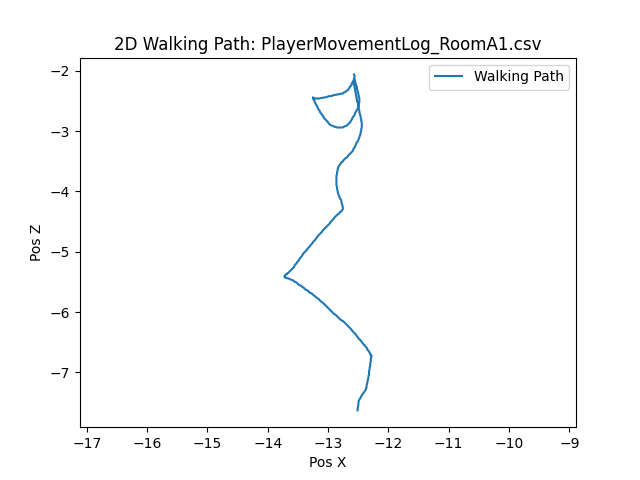 2D Walking Path: PlayerMovementLog_RoomA1.csv
Walking Path
−2
−3
−4
−5
−6
−7
Pos Z
−17 −16 −15 −14 −13 −12 −11 −10 −9
Pos X